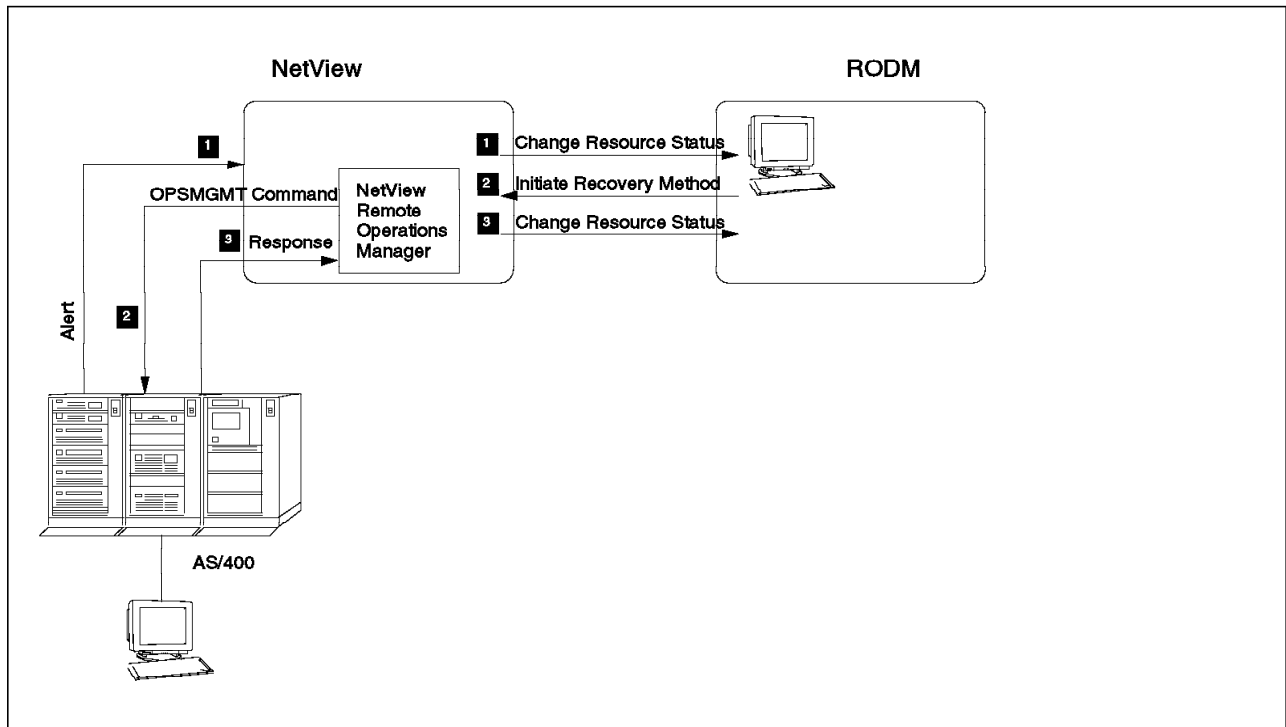 NetView
RODM
1
1 Change Resource Status
OPSMGMT Command
2 Initiate Recovery Method
NetView
Remote
Operations
Manager
3 Response
3 Change Resource Status
Alert
2
AS/400